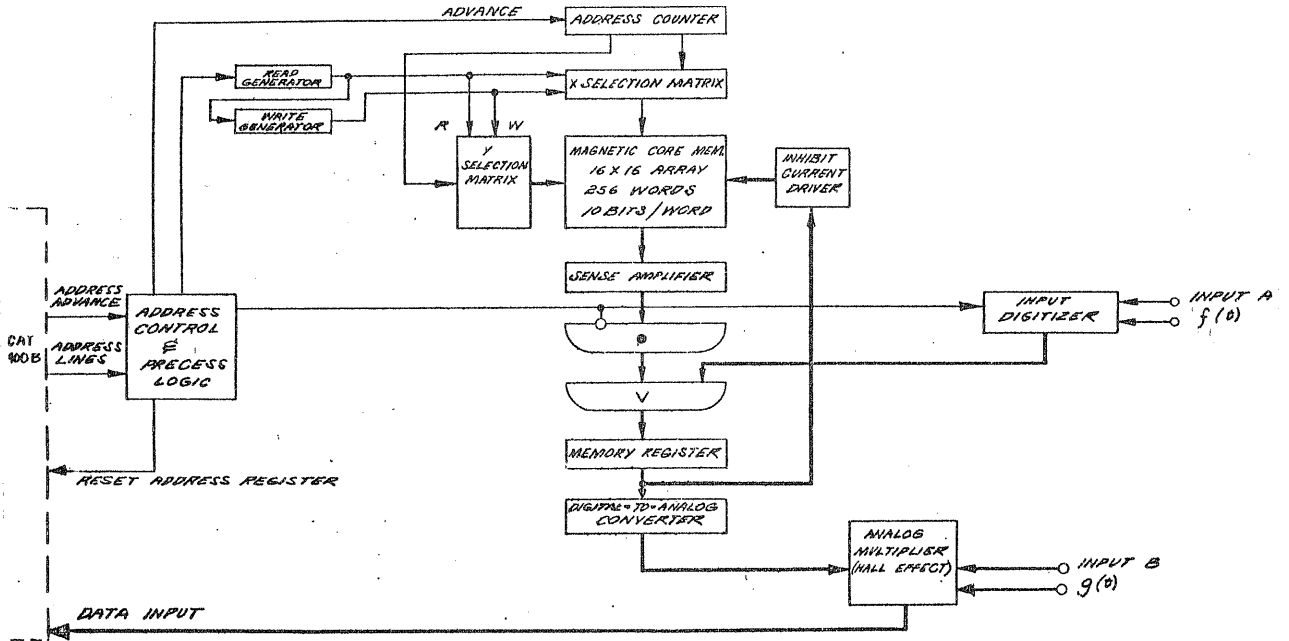 ADVANCE
ADDRESS COUNTER
READ
GENERATOR
X SELECTION MATRIX
WRITE
GENERATOR
R
W
Y
SELECTION
MATRIX
MAGNETIC CORE MEM.
16 X 16 ARRAY
256 WORDS
10 BITS/WORD
INHIBIT
CURRENT
DRIVER
SENSE AMPLIFIER
ADDRESS
ADVANCE
ADDRESS
CONTROL
&
PRECESS
LOGIC
INPUT
DIGITIZER
INPUT A
f(t)
CAT
400B
ADDRESS
LINES
V
MEMORY REGISTER
RESET ADDRESS REGISTER
DIGITAL-TO-ANALOG
CONVERTER
ANALOG
MULTIPLIER
(HALL EFFECT)
INPUT B
g(t)
DATA INPUT